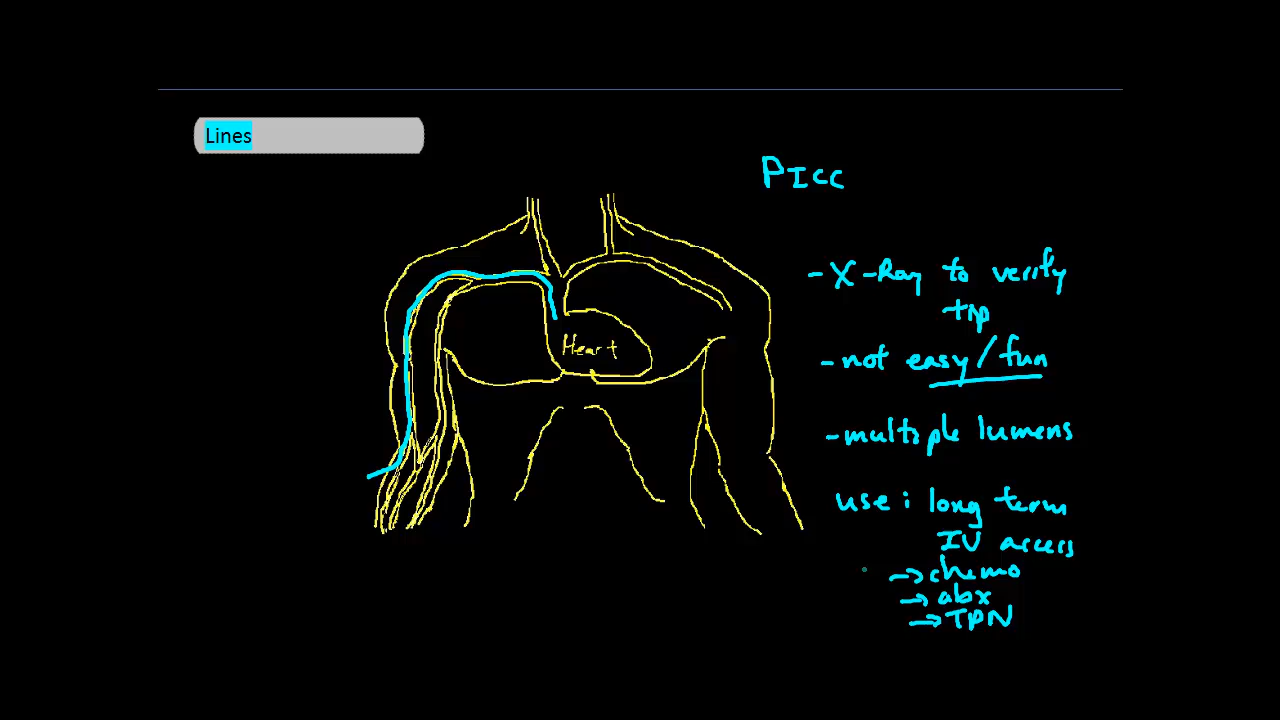 Lines
PICC
Heart
- X-Ray to verify
tip
- not easy/fun
- multiple lumens
use: long term
IV access
→ chemo
→ abx
→ TPN